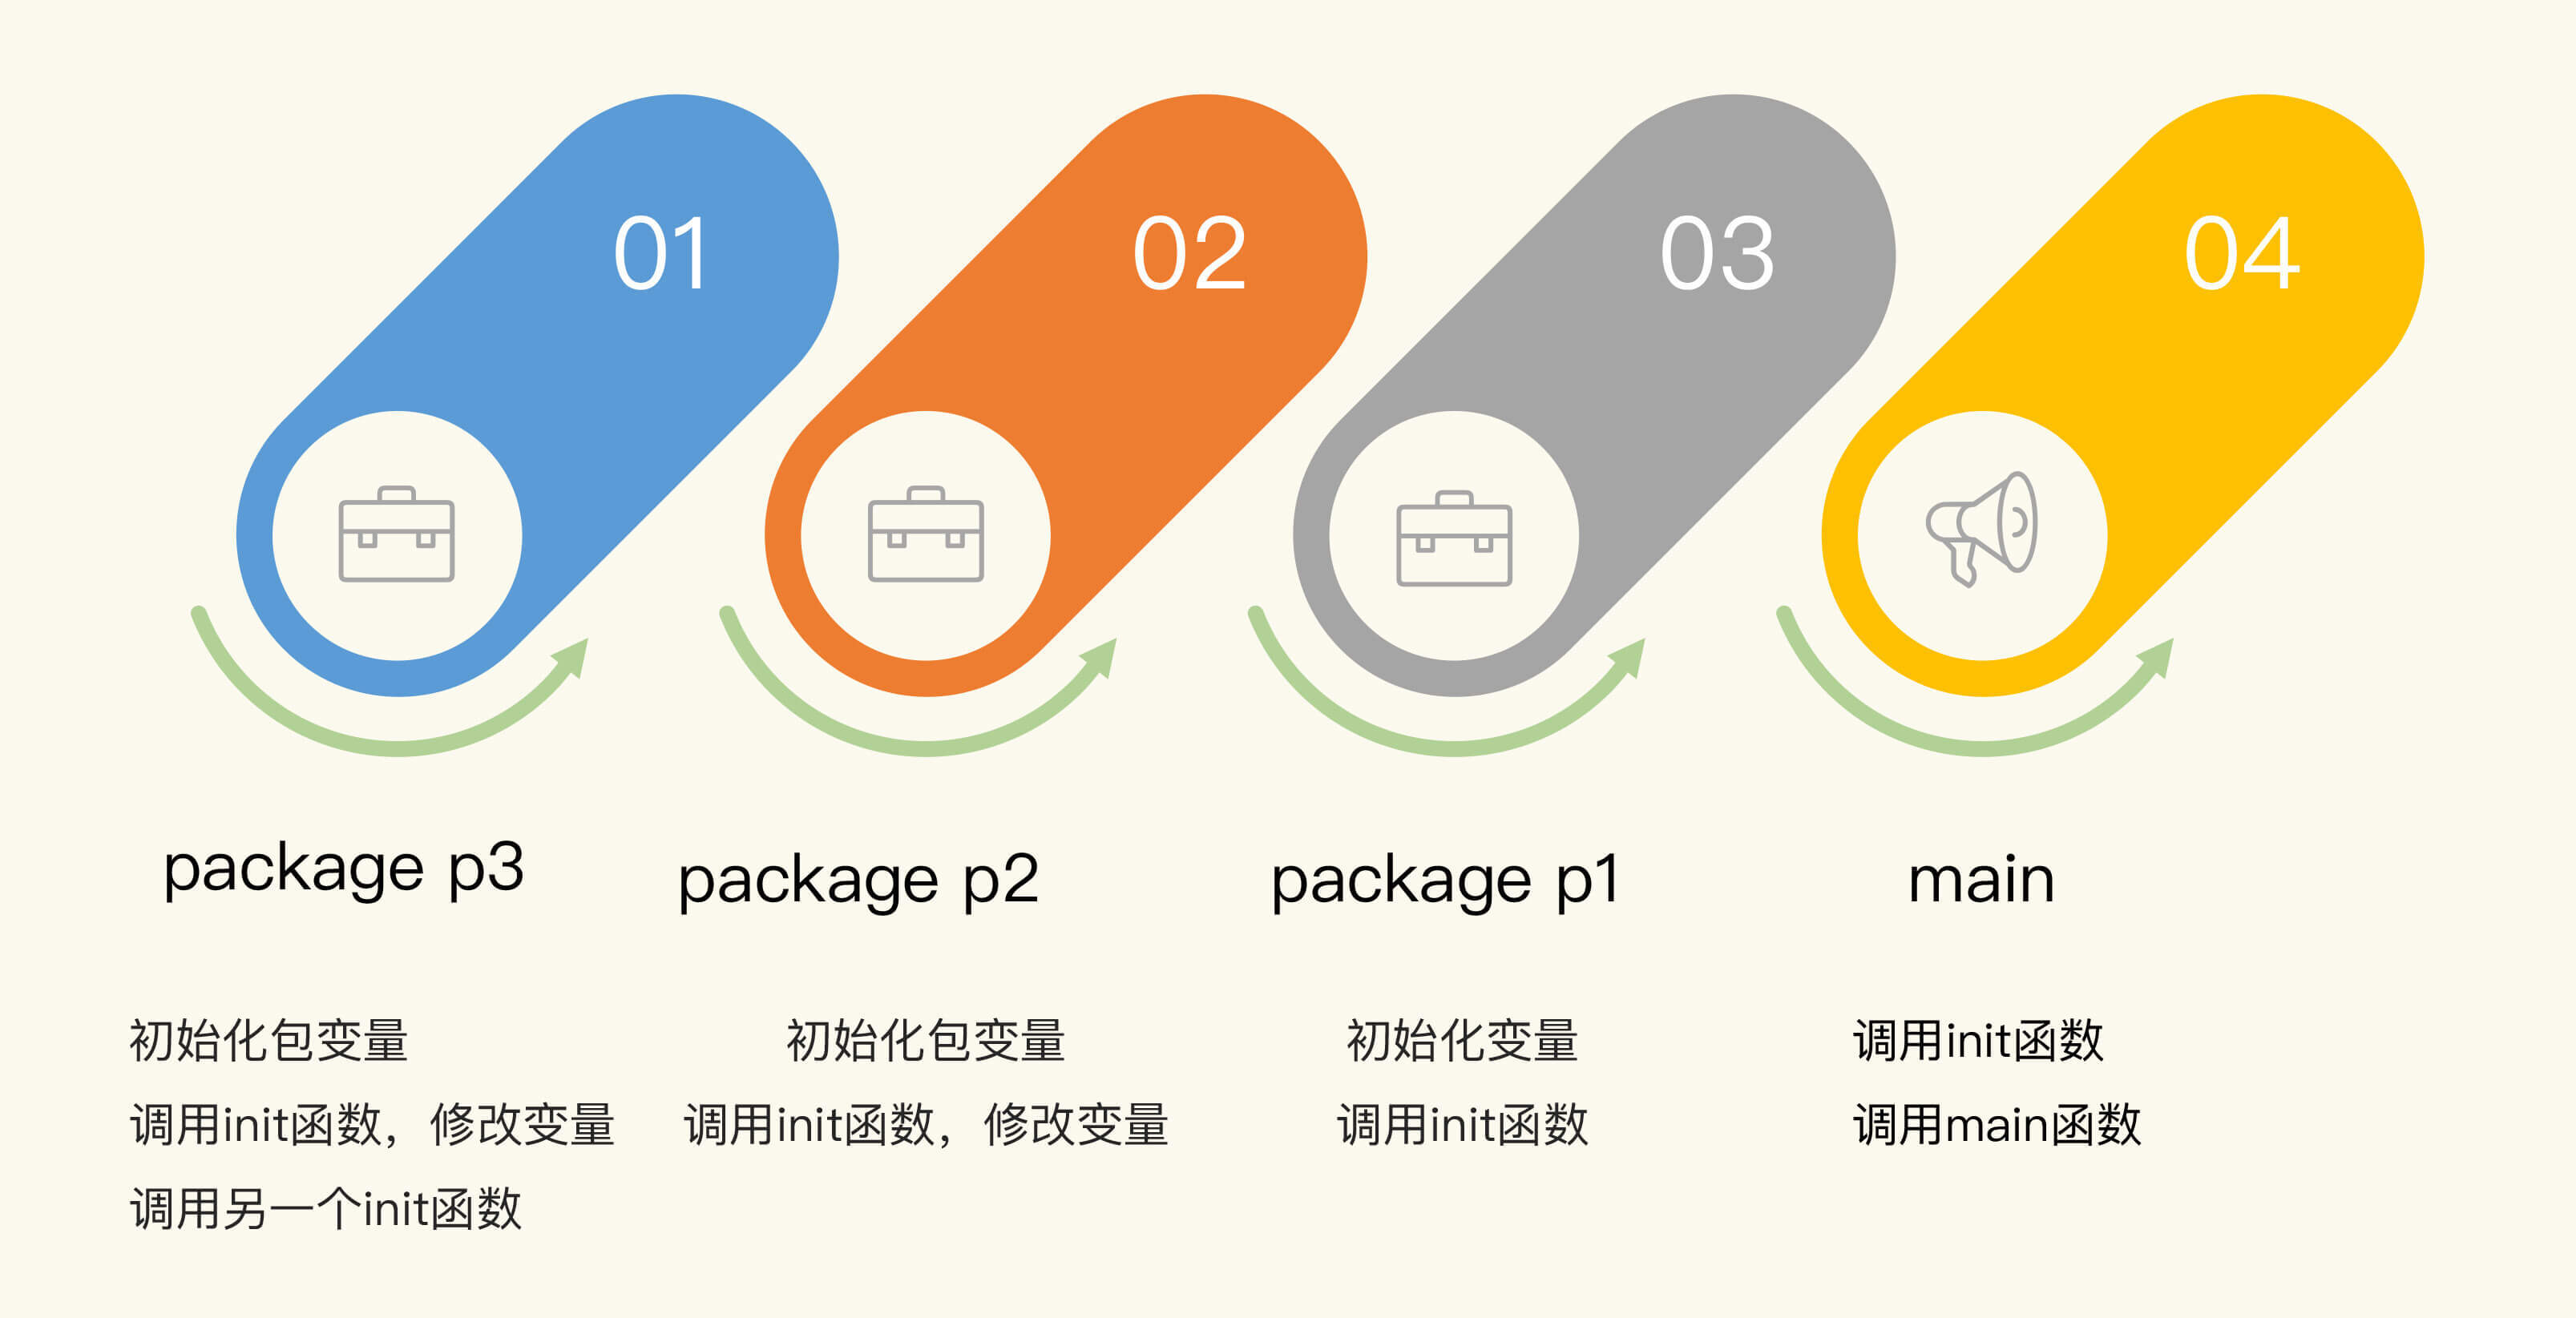 01
02
03
04
package p3
package p2
package p1
main
初始化包变量
调用init函数，修改变量
调用另一个init函数
初始化包变量
调用init函数，修改变量
初始化变量
调用init函数
调用init函数
调用main函数